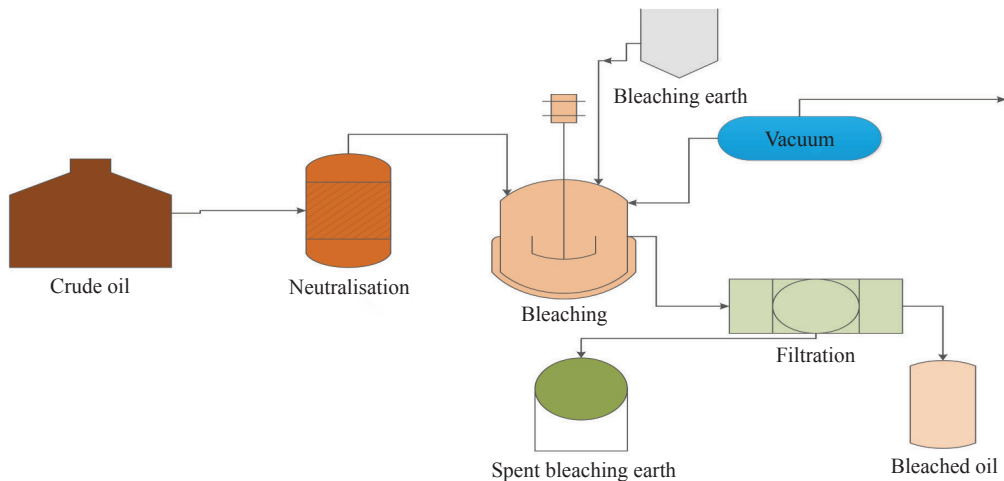 Bleaching earth
Vacuum
Crude oil
Neutralisation
Bleaching
Filtration
Spent bleaching earth
Bleached oil